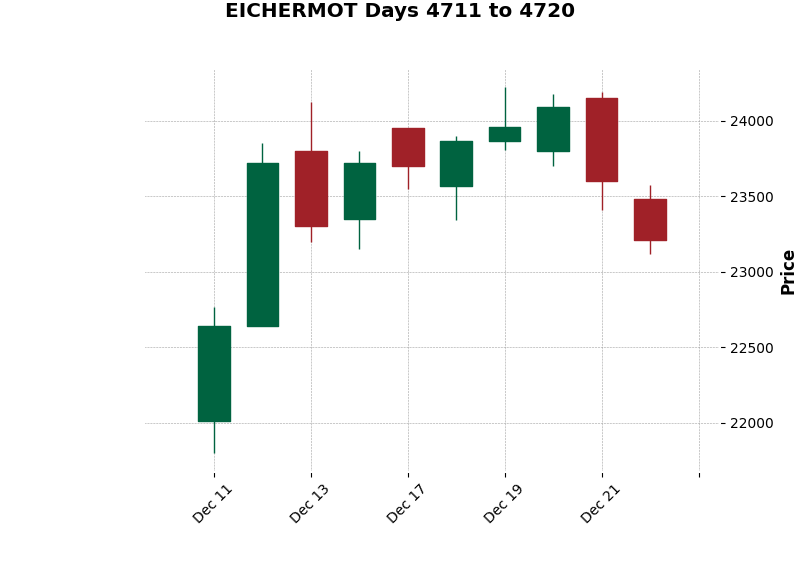 EICHERMOT Days 4711 to 4720
24000
23500
23000
22500
22000
Price
Dec 11
Dec 13
Dec 17
Dec 19
Dec 21